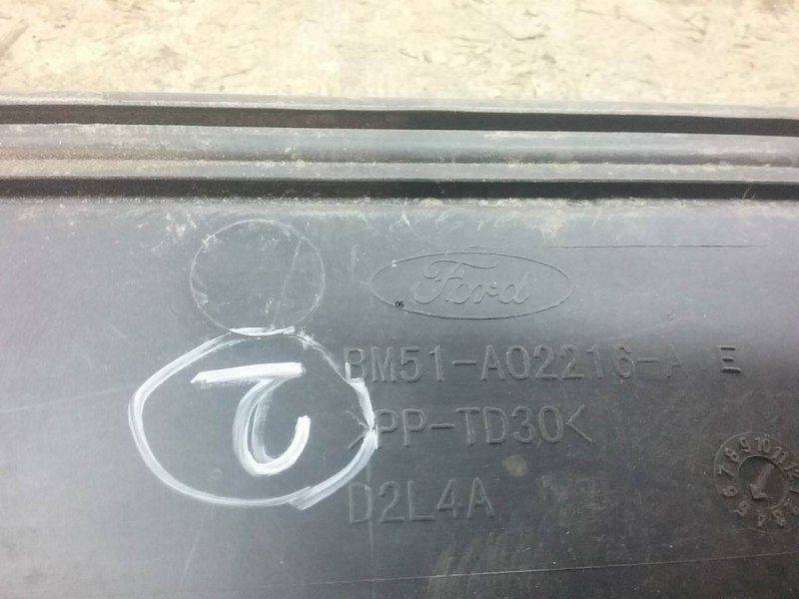 Ford
BM51-A02216-A E
>PP-TD30<
D2L4A